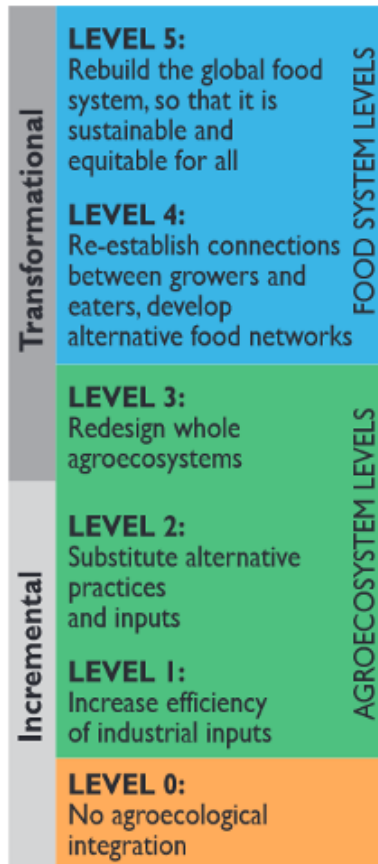 LEVEL 5:
Rebuild the global food
system, so that it is
sustainable and
equitable for all
LEVEL 4:
Re-establish connections
between growers and
eaters, develop
alternative food networks
LEVEL 3:
Redesign whole
agroecosystems
LEVEL 2:
Substitute alternative
practices
and inputs
LEVEL 1:
Increase efficiency
of industrial inputs
LEVEL 0:
No agroecological
integration
Transformational
Incremental
FOOD SYSTEM LEVELS
AGROECOSYSTEM LEVELS